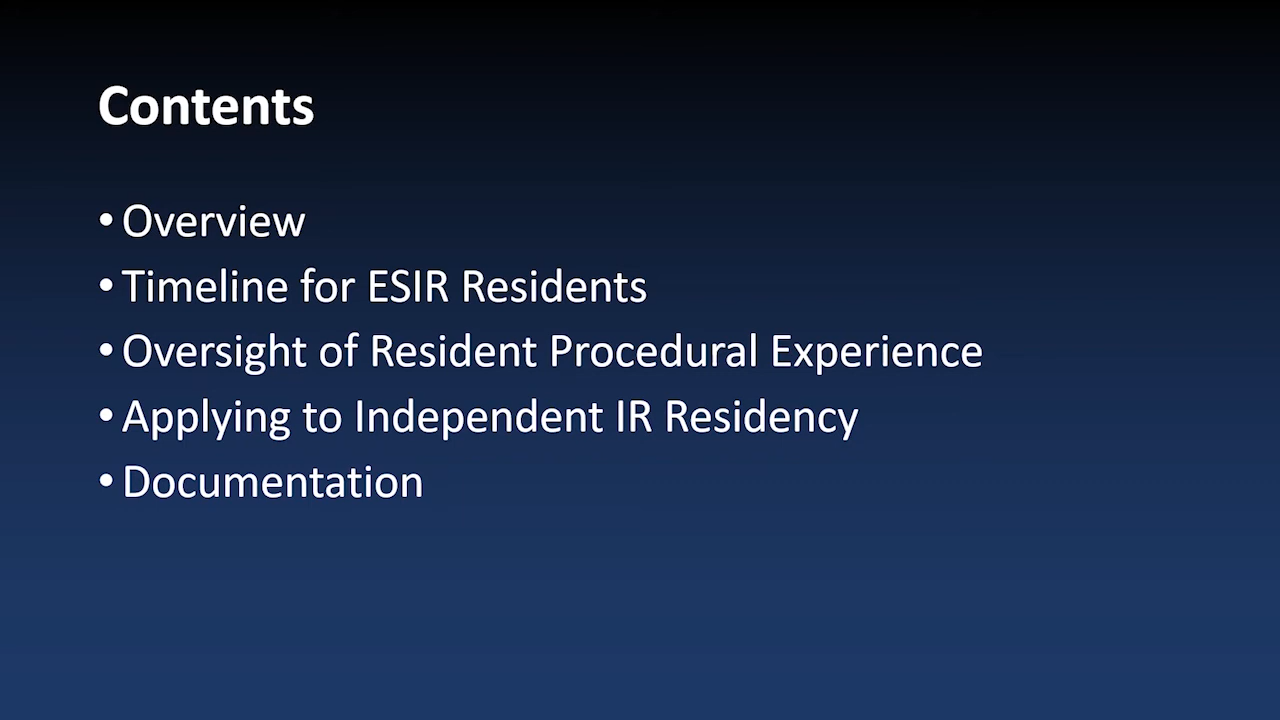 Contents
• Overview
• Timeline for ESIR Residents
• Oversight of Resident Procedural Experience
• Applying to Independent IR Residency
• Documentation